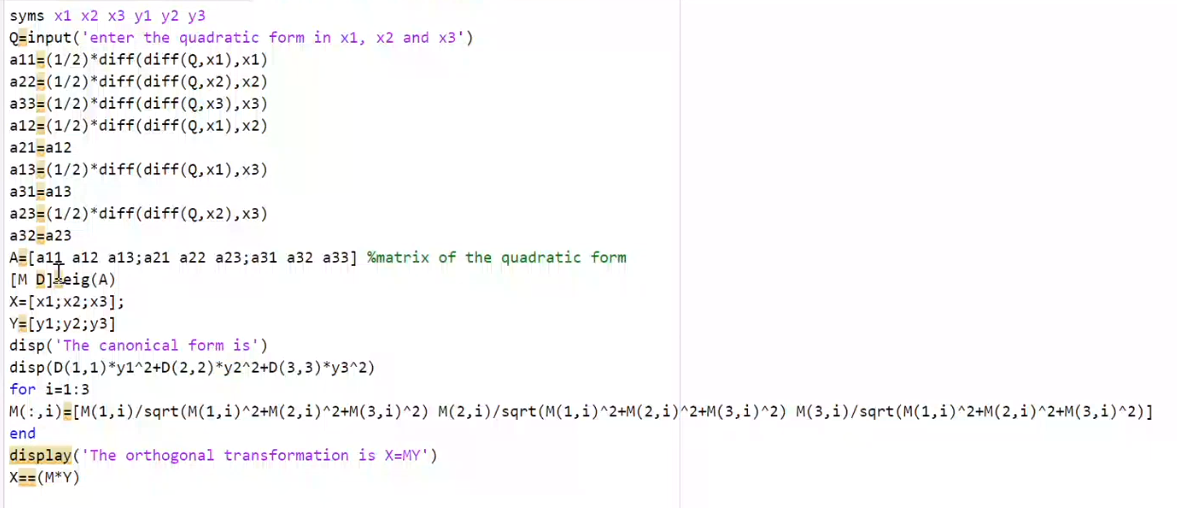 syms x1 x2 x3 y1 y2 y3
Q=input('enter the quadratic form in x1, x2 and x3')
a11=(1/2)*diff(diff(Q,x1),x1)
a22=(1/2)*diff(diff(Q,x2),x2)
a33=(1/2)*diff(diff(Q,x3),x3)
a12=(1/2)*diff(diff(Q,x1),x2)
a21=a12
a13=(1/2)*diff(diff(Q,x1),x3)
a31=a13
a23=(1/2)*diff(diff(Q,x2),x3)
a32=a23
A=[a11 a12 a13;a21 a22 a23;a31 a32 a33] %matrix of the quadratic form
[M D]=eig(A)
X=[x1;x2;x3];
Y=[y1;y2;y3]
disp('The canonical form is')
disp(D(1,1)*y1^2+D(2,2)*y2^2+D(3,3)*y3^2)
for i=1:3
M(:,i)=[M(1,i)/sqrt(M(1,i)^2+M(2,i)^2+M(3,i)^2) M(2,i)/sqrt(M(1,i)^2+M(2,i)^2+M(3,i)^2) M(3,i)/sqrt(M(1,i)^2+M(2,i)^2+M(3,i)^2)]
end
display('The orthogonal transformation is X=MY')
X==(M*Y)